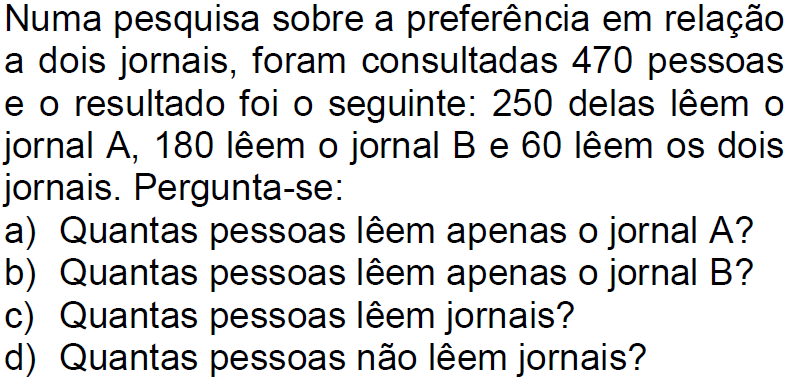 Numa pesquisa sobre a preferência em relação
a dois jornais, foram consultadas 470 pessoas
e o resultado foi o seguinte: 250 delas lêem o
jornal A, 180 lêem o jornal B e 60 lêem os dois
jornais. Pergunta-se:
a) Quantas pessoas lêem apenas o jornal A?
b) Quantas pessoas lêem apenas o jornal B?
c) Quantas pessoas lêem jornais?
d) Quantas pessoas não lêem jornais?